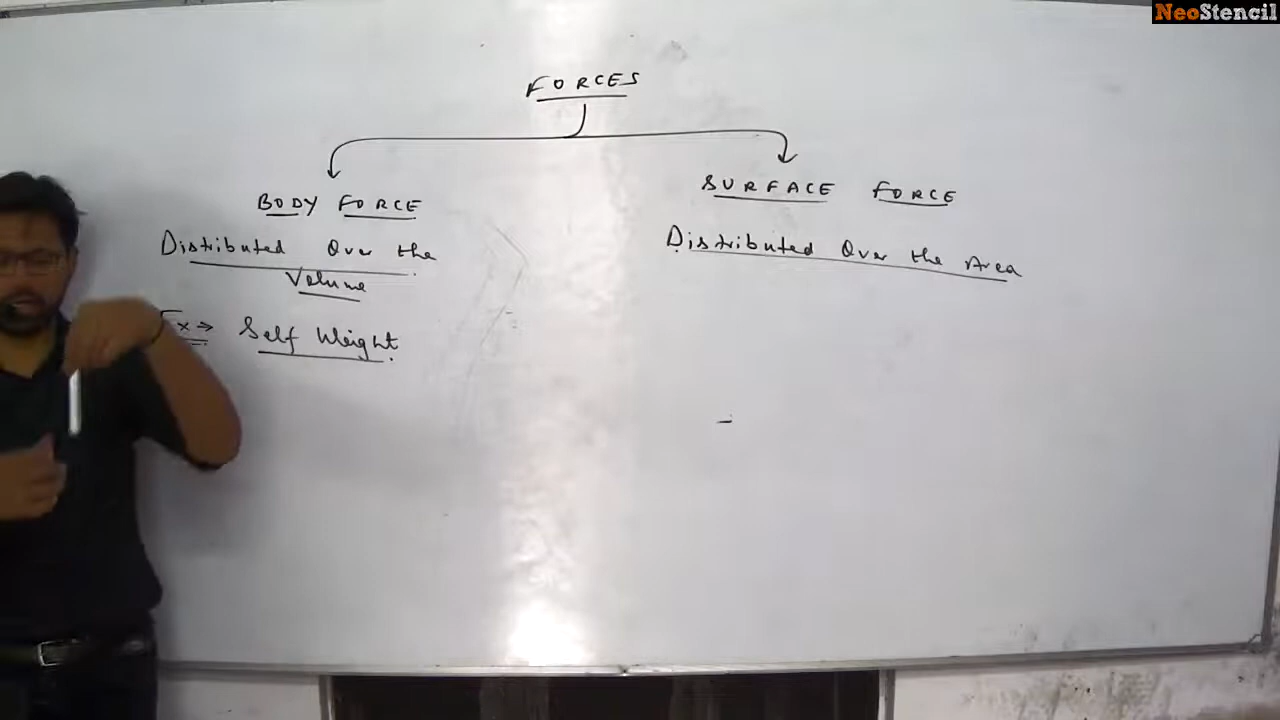 NeoStencil
FORCES
BODY FORCE
Distributed Over the
Volume
Ex → Self Weight
SURFACE FORCE
Distributed Over the Area